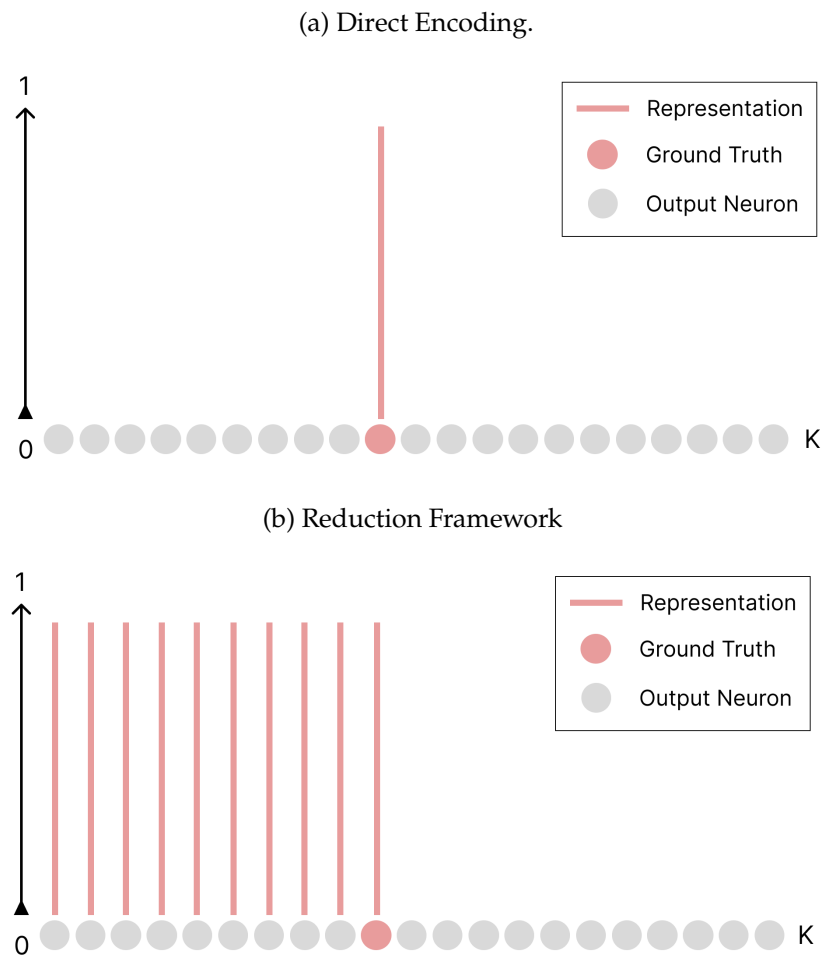 (a) Direct Encoding.
1
Representation
Ground Truth
Output Neuron
0
K
(b) Reduction Framework
1
Representation
Ground Truth
Output Neuron
0
K